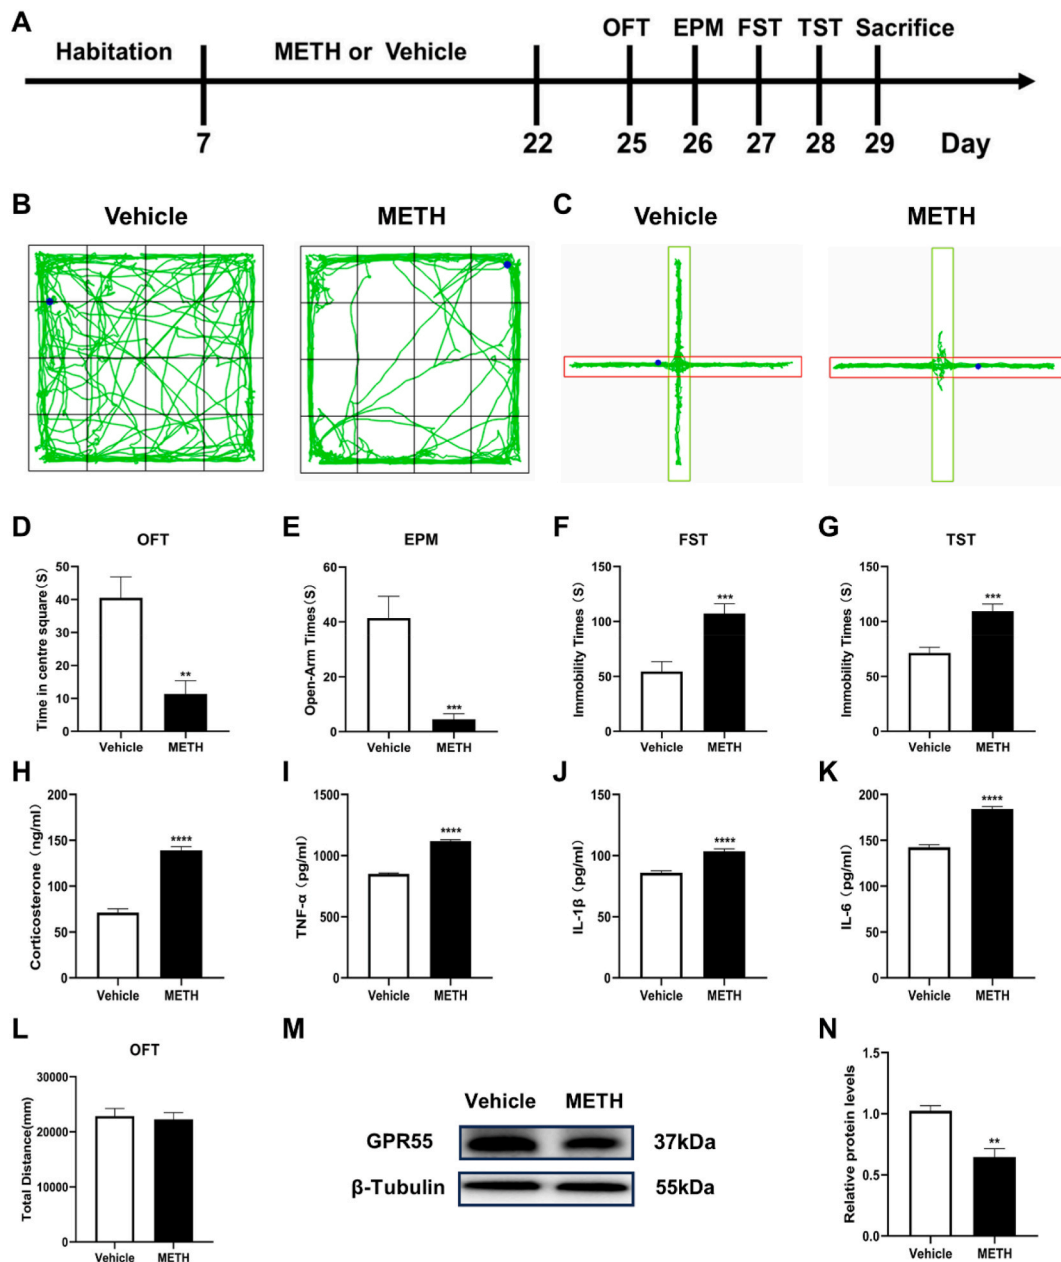 A
OFT EPM FST TST Sacrifice
Habitation METH or Vehicle
7 22 25 26 27 28 29 Day
B C
Vehicle METH Vehicle METH
D E F G
OFT EPM FST TST
Time in centre square(S)
50
40
30
20
10
0
**
Vehicle METH
Open-Arm Times (S)
60
40
20
0
***
Vehicle METH
Immobility Times (S)
150
100
50
0
***
Vehicle METH
Immobility Times (S)
150
100
50
0
***
Vehicle METH
H I J K
Corticosterone (ng/ml)
200
150
100
50
0
****
Vehicle METH
TNF-α (pg/ml)
1500
1000
500
0
****
Vehicle METH
IL-1β (pg/ml)
150
100
50
0
****
Vehicle METH
IL-6 (pg/ml)
200
150
100
50
0
****
Vehicle METH
L M N
OFT
Total Distance(mm)
30000
20000
10000
0
Vehicle METH
Vehicle METH
GPR55 37kDa
β-Tubulin 55kDa
Relative protein levels
1.5
1.0
0.5
0.0
**
Vehicle METH